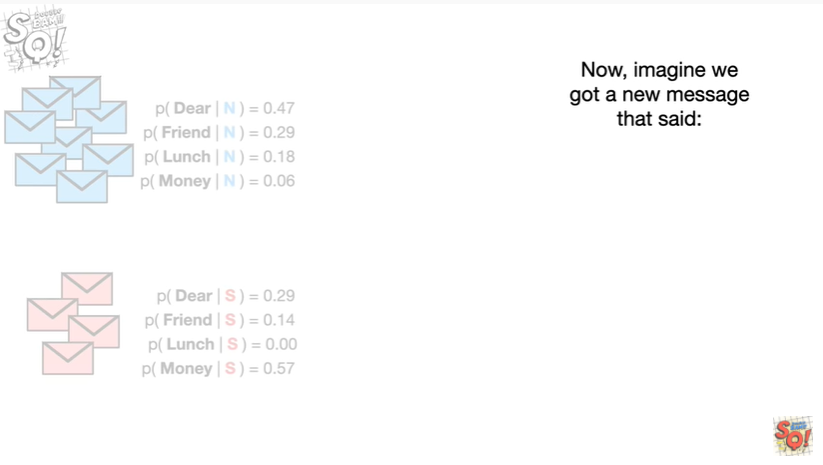 p( Dear | N ) = 0.47
p( Friend | N ) = 0.29
p( Lunch | N ) = 0.18
p( Money | N ) = 0.06
p( Dear | S ) = 0.29
p( Friend | S ) = 0.14
p( Lunch | S ) = 0.00
p( Money | S ) = 0.57
Now, imagine we
got a new message
that said:
SQ!